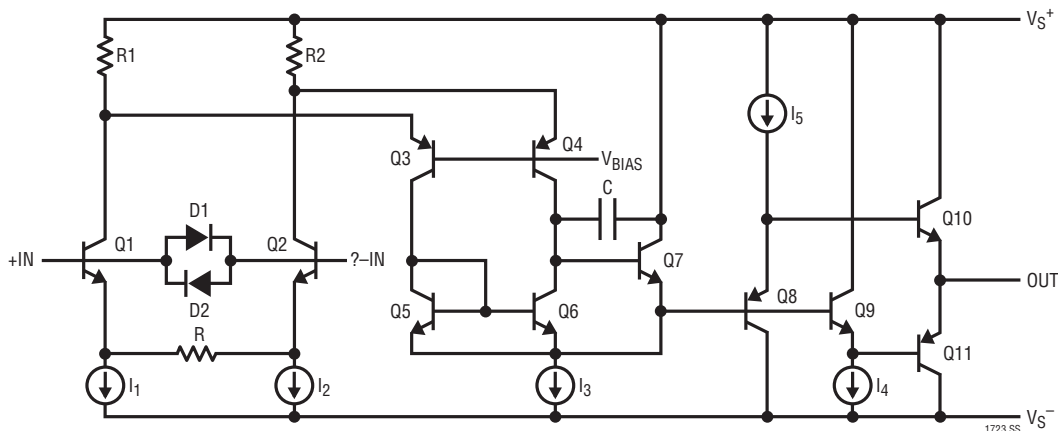 VS+
R1
R2
I5
Q3
Q4
VBIAS
C
D1
+IN
Q1
Q2
?–IN
Q7
Q10
D2
OUT
Q5
Q6
Q8
Q9
R
Q11
I1
I2
I3
I4
VS–
1723 SS